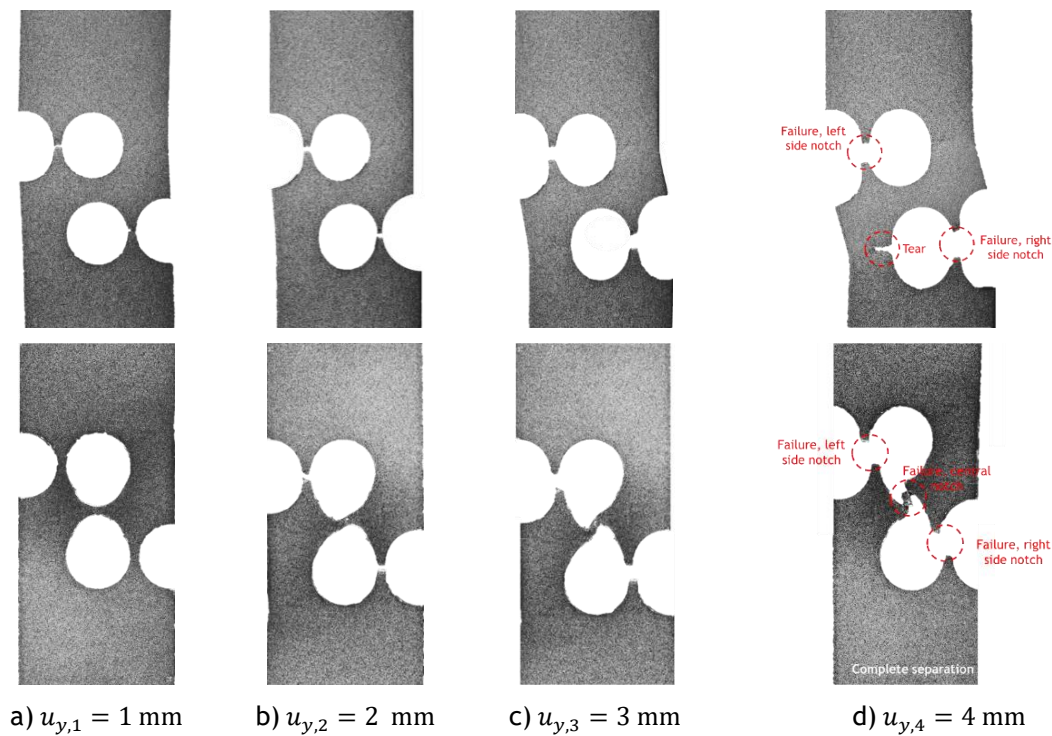 Failure, left
side notch
Tear
Failure, right
side notch
Failure, left
side notch
Failure, central
notch
Failure, right
side notch
Complete separation
a) u_{y,1} = 1 mm
b) u_{y,2} = 2 mm
c) u_{y,3} = 3 mm
d) u_{y,4} = 4 mm